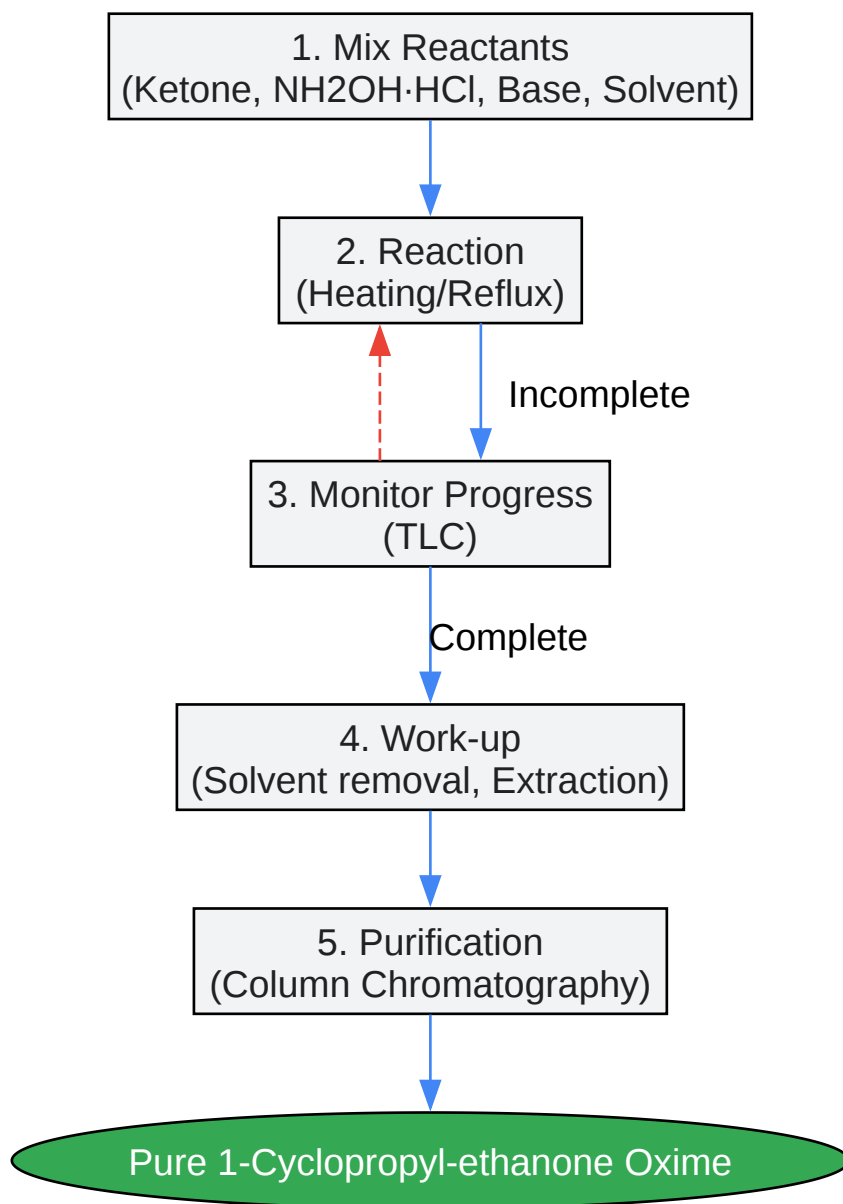 1. Mix Reactants
(Ketone, NH2OH·HCl, Base, Solvent)
2. Reaction
(Heating/Reflux)
Incomplete
3. Monitor Progress
(TLC)
Complete
4. Work-up
(Solvent removal, Extraction)
5. Purification
(Column Chromatography)
Pure 1-Cyclopropyl-ethanone Oxime